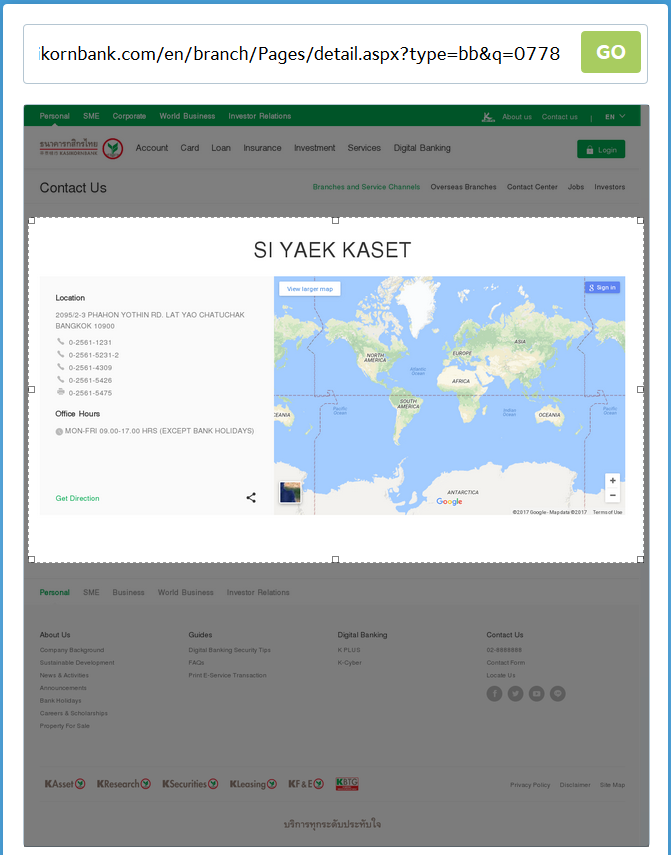 ikornbank.com/en/branch/Pages/detail.aspx?type=bb&q=0778 GO
Personal SME Corporate World Business Investor Relations About us Contact us | EN
ธนาคารกสิกรไทย
Account Card Loan Insurance Investment Services Digital Banking Login
Contact Us Branches and Service Channels Overseas Branches Contact Center Jobs Investors
SI YAEK KASET
Location
2095/2-3 PHAHON YOTHIN RD. LAT YAO CHATUCHAK
BANGKOK 10900
0-2561-1231
0-2561-5231-2
0-2561-4309
0-2561-5426
0-2561-5475
Office Hours
MON-FRI 09.00-17.00 HRS (EXCEPT BANK HOLIDAYS)
Get Direction
View larger map
Sign in
NORTH
AMERICA
EUROPE
ASIA
Atlantic
Ocean
AFRICA
SOUTH
AMERICA
CEANIA
Pacific
Ocean
Indian
Ocean
OCEANIA
Pacific
Ocean
ANTARCTICA
Google
©2017 Google - Map data ©2017 Terms of Use
Personal SME Business World Business Investor Relations
About Us
Company Background
Sustainable Development
News & Activities
Announcements
Bank Holidays
Careers & Scholarships
Property For Sale
Guides
Digital Banking Security Tips
FAQs
Print E-Service Transaction
Digital Banking
K PLUS
K-Cyber
Contact Us
02-8888888
Contact Form
Locate Us
KAsset KResearch KSecurities KLeasing KF&E KBTG
Privacy Policy Disclaimer Site Map
บริการทุกระดับประทับใจ